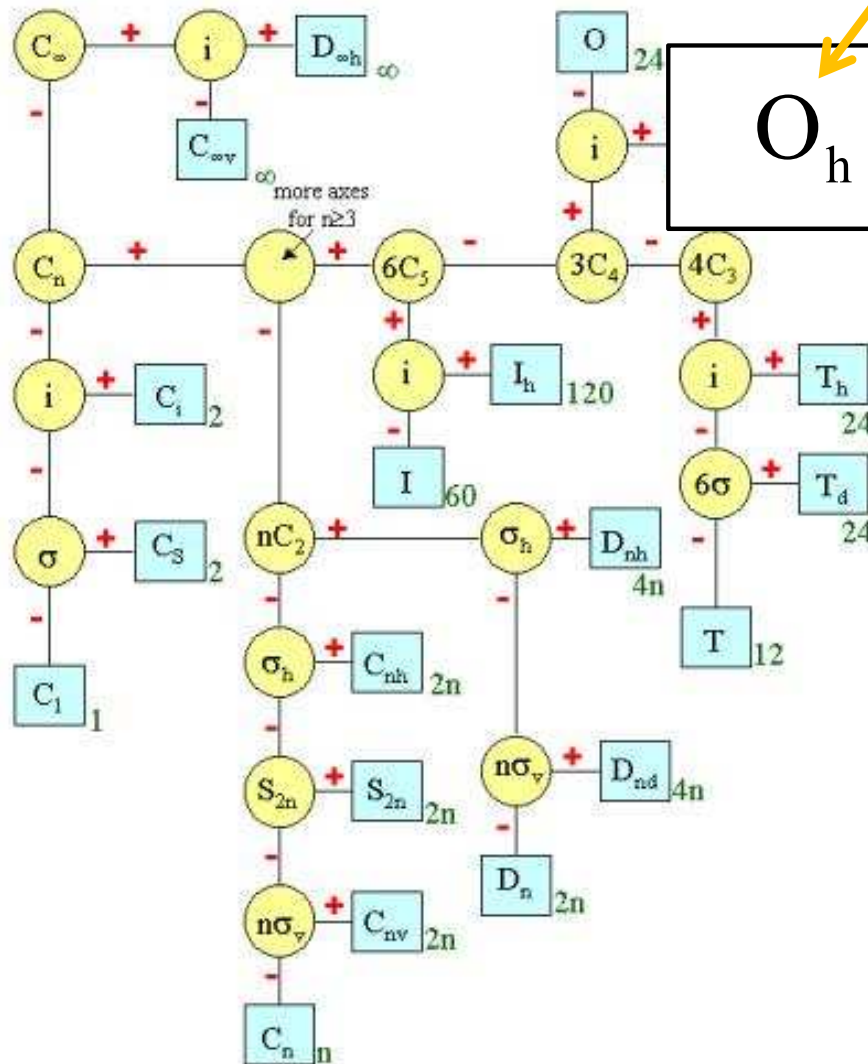 C∞ + i + D∞h ∞
O 24
- -
C∞v ∞
- i + Oh
more axes
for n≥3
+
Cn + + 6C5 - 3C4 - 4C3
- - + +
i + Ci 2
i + Ih 120
i + Th 24
- - -
I 60
6σ + Td 24
σ + CS 2
nC2 + σh + Dnh 4n
- - - -
T 12
C1 1
σh + Cnh 2n
-
S2n + S2n 2n
nσv + Dnd 4n
- -
Dn 2n
nσv + Cnv 2n
-
Cn n